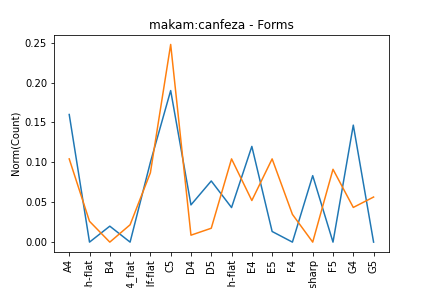 makam:canfeza - Forms
Norm(Count)
0.25
0.20
0.15
0.10
0.05
0.00
A4
h-flat
B4
4_flat
lf-flat
C5
D4
D5
h-flat
E4
E5
F4
sharp
F5
G4
G5